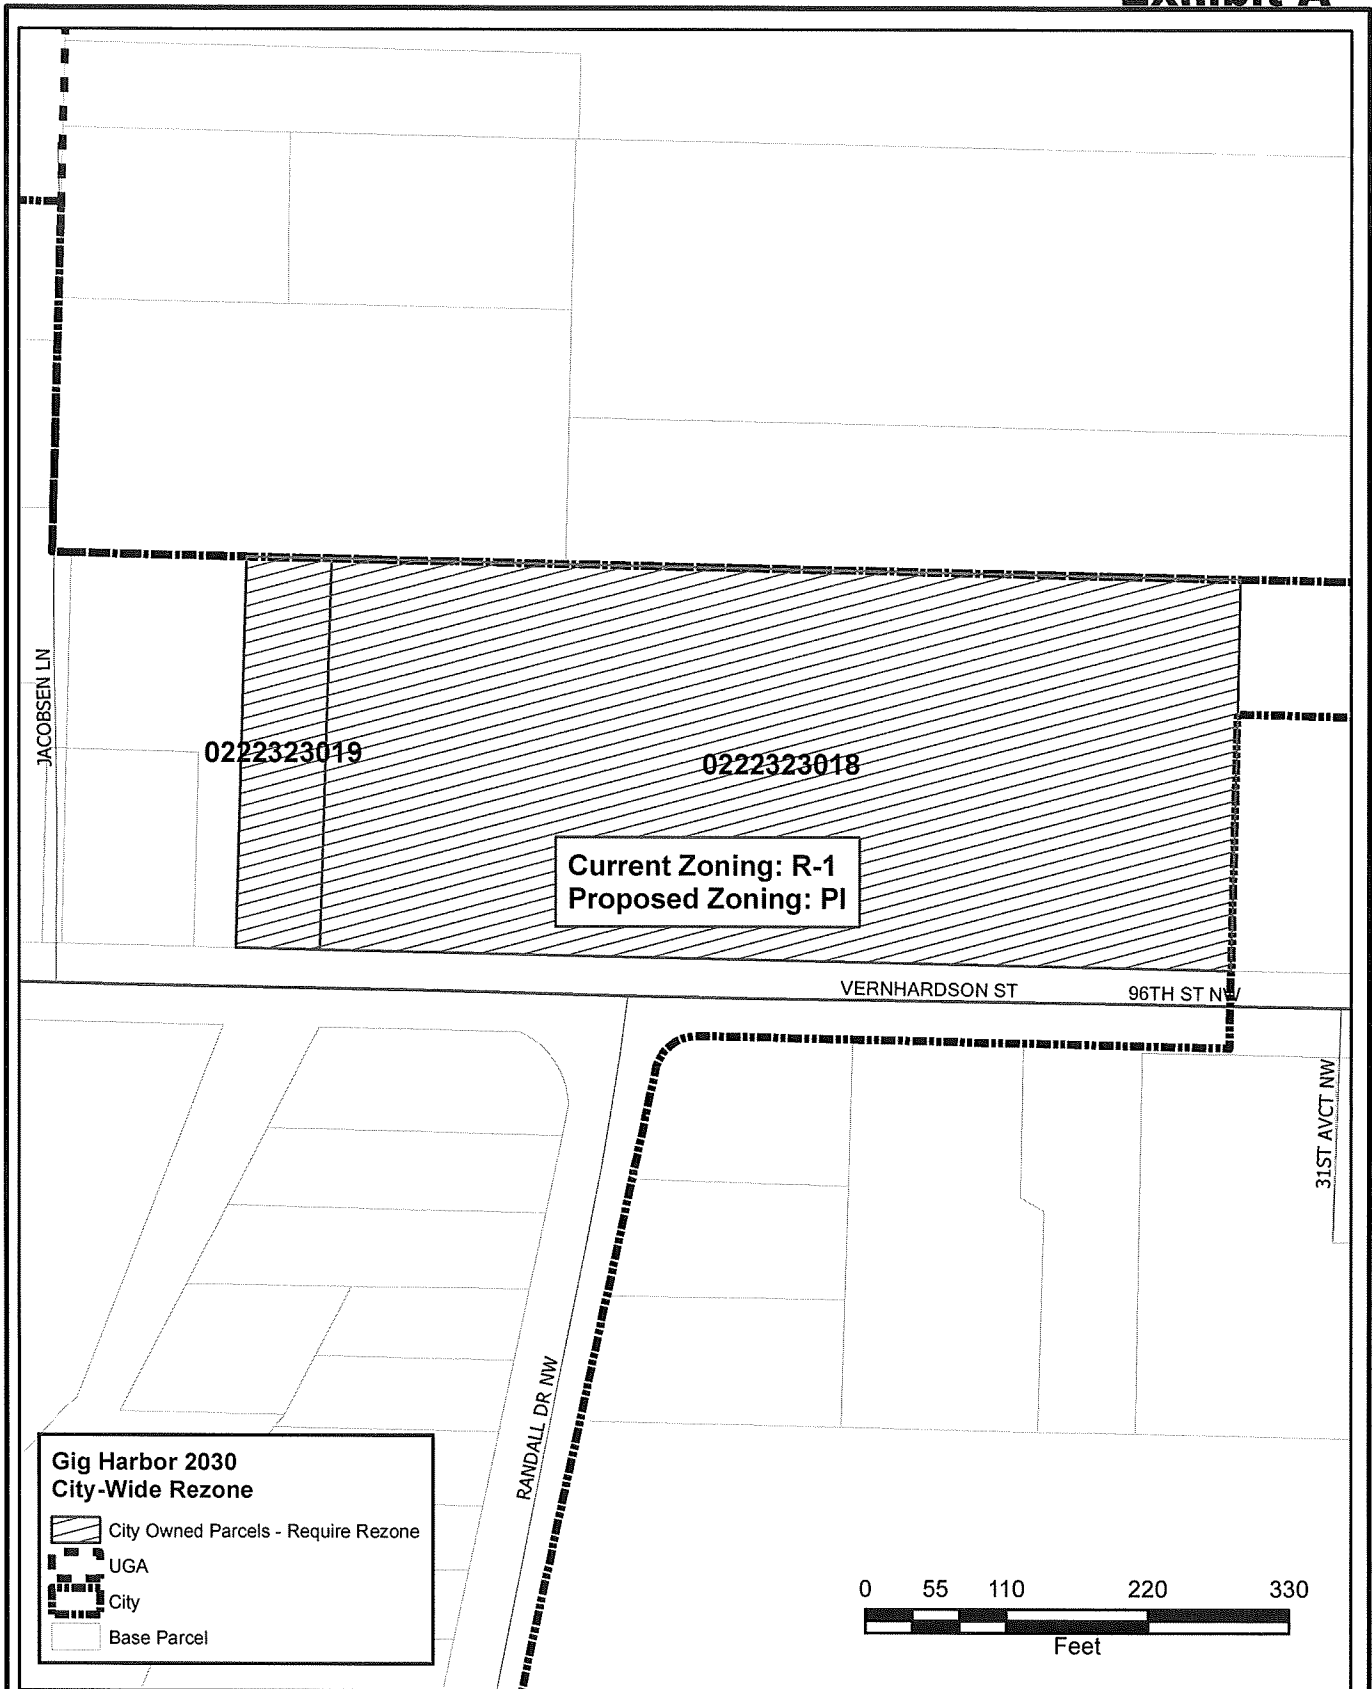 Exhibit A
JACOBSEN LN
0222323019
0222323018
Current Zoning: R-1
Proposed Zoning: PI
VERNHARDSON ST
96TH ST NW
31ST AVCT NW
RANDALL DR NW
Gig Harbor 2030
City-Wide Rezone
City Owned Parcels - Require Rezone
UGA
City
Base Parcel
0 55 110 220 330
Feet